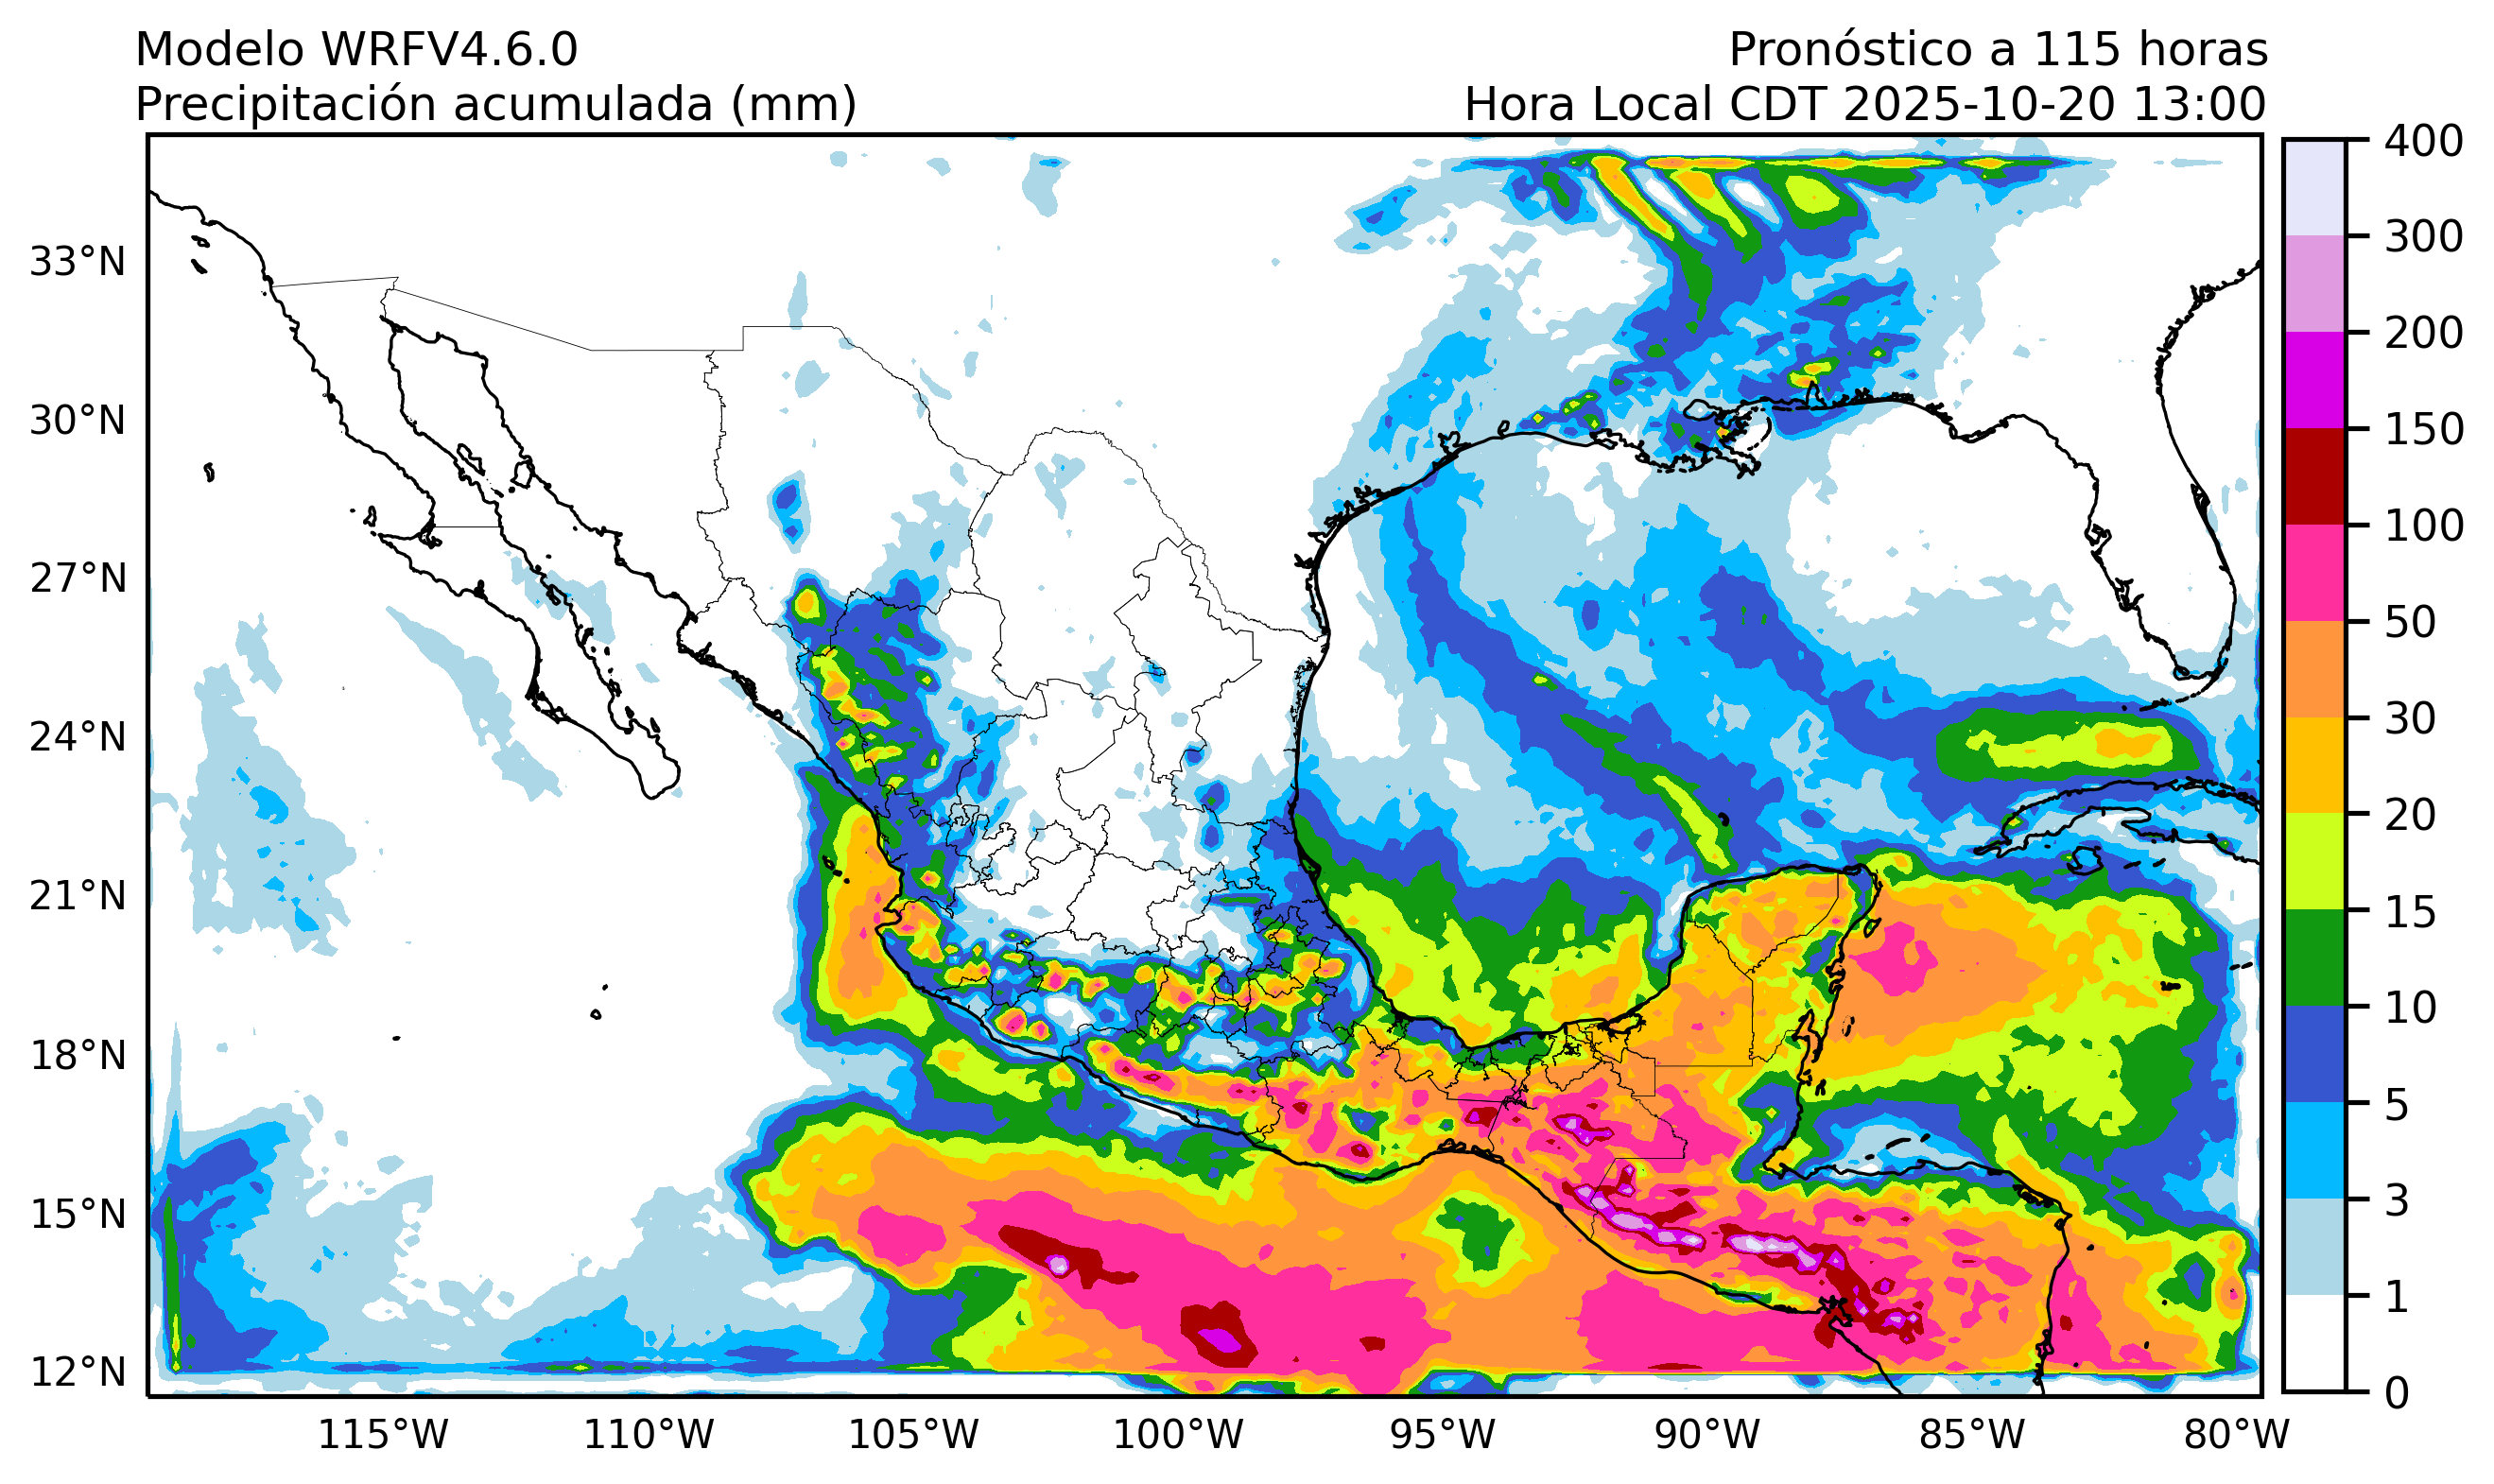 Modelo WRFV4.6.0
Pronóstico a 115 horas
Precipitación acumulada (mm)
Hora Local CDT 2025-10-20 13:00
33°N
30°N
27°N
24°N
21°N
18°N
15°N
12°N
115°W
110°W
105°W
100°W
95°W
90°W
85°W
80°W
400
300
200
150
100
50
30
20
15
10
5
3
1
0